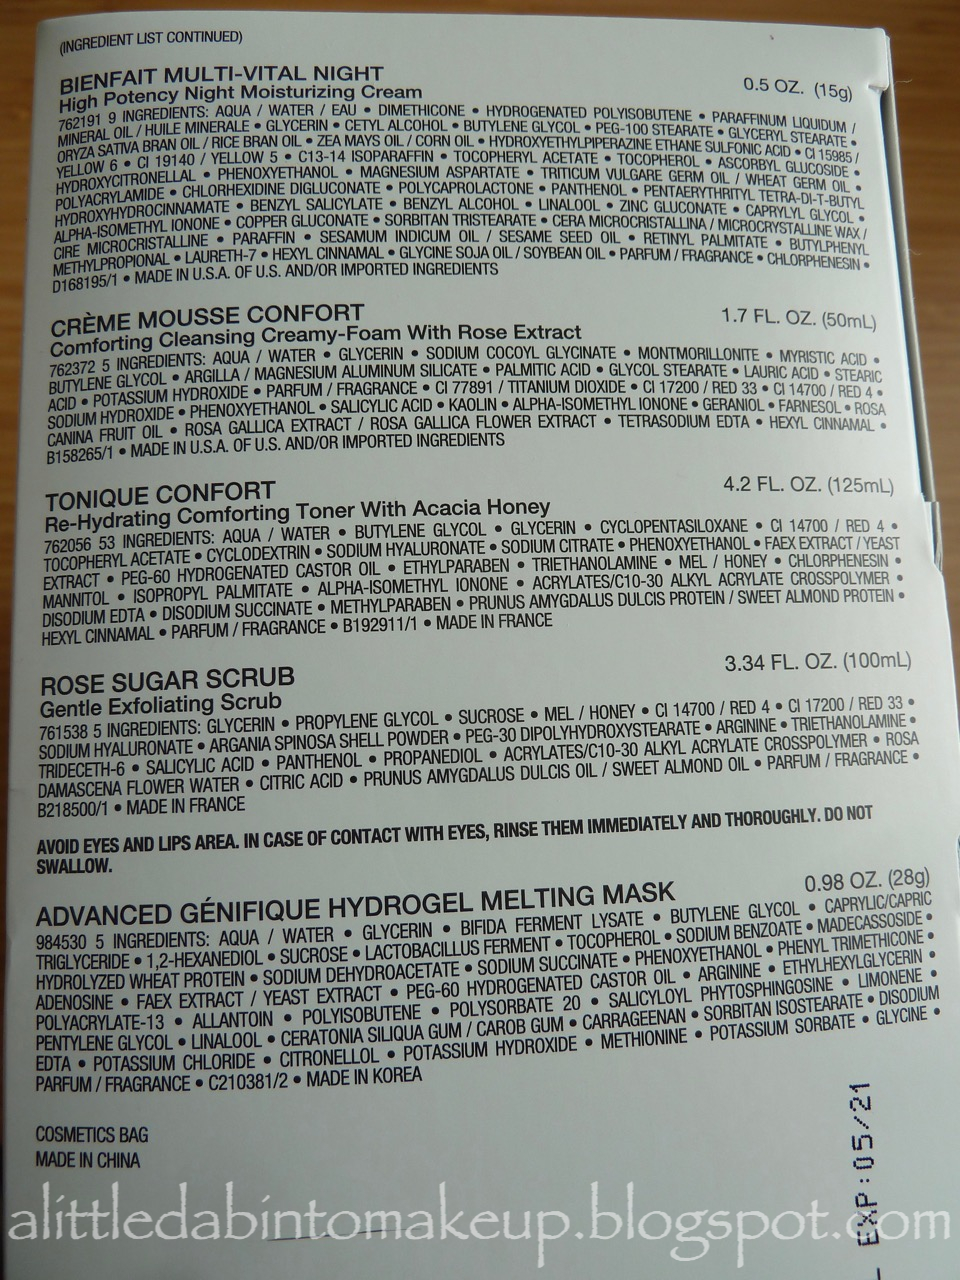 (INGREDIENT LIST CONTINUED)
BIENFAIT MULTI-VITAL NIGHT 0.5 OZ. (15g)
High Potency Night Moisturizing Cream
762191 9 INGREDIENTS: AQUA / WATER / EAU • DIMETHICONE • HYDROGENATED POLYISOBUTENE • PARAFFINUM LIQUIDUM /
MINERAL OIL / HUILE MINERALE • GLYCERIN • CETYL ALCOHOL • BUTYLENE GLYCOL • PEG-100 STEARATE • GLYCERYL STEARATE •
ORYZA SATIVA BRAN OIL / RICE BRAN OIL • ZEA MAYS OIL / CORN OIL • HYDROXYETHYLPIPERAZINE ETHANE SULFONIC ACID • CI 15985 /
YELLOW 6 • CI 19140 / YELLOW 5 • C13-14 ISOPARAFFIN • TOCOPHERYL ACETATE • TOCOPHEROL • ASCORBYL GLUCOSIDE •
HYDROXYCITRONELLAL • PHENOXYETHANOL • MAGNESIUM ASPARTATE • TRITICUM VULGARE GERM OIL / WHEAT GERM OIL •
POLYACRYLAMIDE • CHLORHEXIDINE DIGLUCONATE • POLYCAPROLACTONE • PANTHENOL • PENTAERYTHRITYL TETRA-DI-T-BUTYL
HYDROXYHYDROCINNAMATE • BENZYL SALICYLATE • BENZYL ALCOHOL • LINALOOL • ZINC GLUCONATE • CAPRYLYL GLYCOL •
ALPHA-ISOMETHYL IONONE • COPPER GLUCONATE • SORBITAN TRISTEARATE • CERA MICROCRISTALLINA / MICROCRYSTALLINE WAX /
CIRE MICROCRISTALLINE • PARAFFIN • SESAMUM INDICUM OIL / SESAME SEED OIL • RETINYL PALMITATE • BUTYLPHENYL
METHYLPROPIONAL • LAURETH-7 • HEXYL CINNAMAL • GLYCINE SOJA OIL / SOYBEAN OIL • PARFUM / FRAGRANCE • CHLORPHENESIN •
D168195/1 • MADE IN U.S.A. OF U.S. AND/OR IMPORTED INGREDIENTS
CRÈME MOUSSE CONFORT 1.7 FL. OZ. (50mL)
Comforting Cleansing Creamy-Foam With Rose Extract
762372 5 INGREDIENTS: AQUA / WATER • GLYCERIN • SODIUM COCOYL GLYCINATE • MONTMORILLONITE • MYRISTIC ACID •
BUTYLENE GLYCOL • ARGILLA / MAGNESIUM ALUMINUM SILICATE • PALMITIC ACID • GLYCOL STEARATE • LAURIC ACID • STEARIC
ACID • POTASSIUM HYDROXIDE • PARFUM / FRAGRANCE • CI 77891 / TITANIUM DIOXIDE • CI 17200 / RED 33 • CI 14700 / RED 4 •
SODIUM HYDROXIDE • PHENOXYETHANOL • SALICYLIC ACID • KAOLIN • ALPHA-ISOMETHYL IONONE • GERANIOL • FARNESOL • ROSA
CANINA FRUIT OIL • ROSA GALLICA EXTRACT / ROSA GALLICA FLOWER EXTRACT • TETRASODIUM EDTA • HEXYL CINNAMAL •
B158265/1 • MADE IN U.S.A. OF U.S. AND/OR IMPORTED INGREDIENTS
TONIQUE CONFORT 4.2 FL. OZ. (125mL)
Re-Hydrating Comforting Toner With Acacia Honey
762056 53 INGREDIENTS: AQUA / WATER • BUTYLENE GLYCOL • GLYCERIN • CYCLOPENTASILOXANE • CI 14700 / RED 4 •
TOCOPHERYL ACETATE • CYCLODEXTRIN • SODIUM HYALURONATE • SODIUM CITRATE • PHENOXYETHANOL • FAEX EXTRACT / YEAST
EXTRACT • PEG-60 HYDROGENATED CASTOR OIL • ETHYLPARABEN • TRIETHANOLAMINE • MEL / HONEY • CHLORPHENESIN •
MANNITOL • ISOPROPYL PALMITATE • ALPHA-ISOMETHYL IONONE • ACRYLATES/C10-30 ALKYL ACRYLATE CROSSPOLYMER •
DISODIUM EDTA • DISODIUM SUCCINATE • METHYLPARABEN • PRUNUS AMYGDALUS DULCIS PROTEIN / SWEET ALMOND PROTEIN •
HEXYL CINNAMAL • PARFUM / FRAGRANCE • B192911/1 • MADE IN FRANCE
ROSE SUGAR SCRUB 3.34 FL. OZ. (100mL)
Gentle Exfoliating Scrub
761538 5 INGREDIENTS: GLYCERIN • PROPYLENE GLYCOL • SUCROSE • MEL / HONEY • CI 14700 / RED 4 • CI 17200 / RED 33 •
SODIUM HYALURONATE • ARGANIA SPINOSA SHELL POWDER • PEG-30 DIPOLYHYDROXYSTEARATE • ARGININE • TRIETHANOLAMINE •
TRIDECETH-6 • SALICYLIC ACID • PANTHENOL • PROPANEDIOL • ACRYLATES/C10-30 ALKYL ACRYLATE CROSSPOLYMER • ROSA
DAMASCENA FLOWER WATER • CITRIC ACID • PRUNUS AMYGDALUS DULCIS OIL / SWEET ALMOND OIL • PARFUM / FRAGRANCE •
B218500/1 • MADE IN FRANCE
AVOID EYES AND LIPS AREA. IN CASE OF CONTACT WITH EYES, RINSE THEM IMMEDIATELY AND THOROUGHLY. DO NOT
SWALLOW.
ADVANCED GÉNIFIQUE HYDROGEL MELTING MASK 0.98 OZ. (28g)
984530 5 INGREDIENTS: AQUA / WATER • GLYCERIN • BIFIDA FERMENT LYSATE • BUTYLENE GLYCOL • CAPRYLIC/CAPRIC
TRIGLYCERIDE • 1,2-HEXANEDIOL • SUCROSE • LACTOBACILLUS FERMENT • TOCOPHEROL • SODIUM BENZOATE • MADECASSOSIDE •
HYDROLYZED WHEAT PROTEIN • SODIUM DEHYDROACETATE • SODIUM SUCCINATE • PHENOXYETHANOL • PHENYL TRIMETHICONE •
ADENOSINE • FAEX EXTRACT / YEAST EXTRACT • PEG-60 HYDROGENATED CASTOR OIL • ARGININE • ETHYLHEXYLGLYCERIN •
POLYACRYLATE-13 • ALLANTOIN • POLYISOBUTENE • POLYSORBATE 20 • SALICYLOYL PHYTOSPHINGOSINE • LIMONENE •
PENTYLENE GLYCOL • LINALOOL • CERATONIA SILIQUA GUM / CAROB GUM • CARRAGEENAN • SORBITAN ISOSTEARATE • DISODIUM
EDTA • POTASSIUM CHLORIDE • CITRONELLOL • POTASSIUM HYDROXIDE • METHIONINE • POTASSIUM SORBATE • GLYCINE •
PARFUM / FRAGRANCE • C210381/2 • MADE IN KOREA
COSMETICS BAG
MADE IN CHINA
EXP:05/21
alittledabintomakeup.blogspot.com